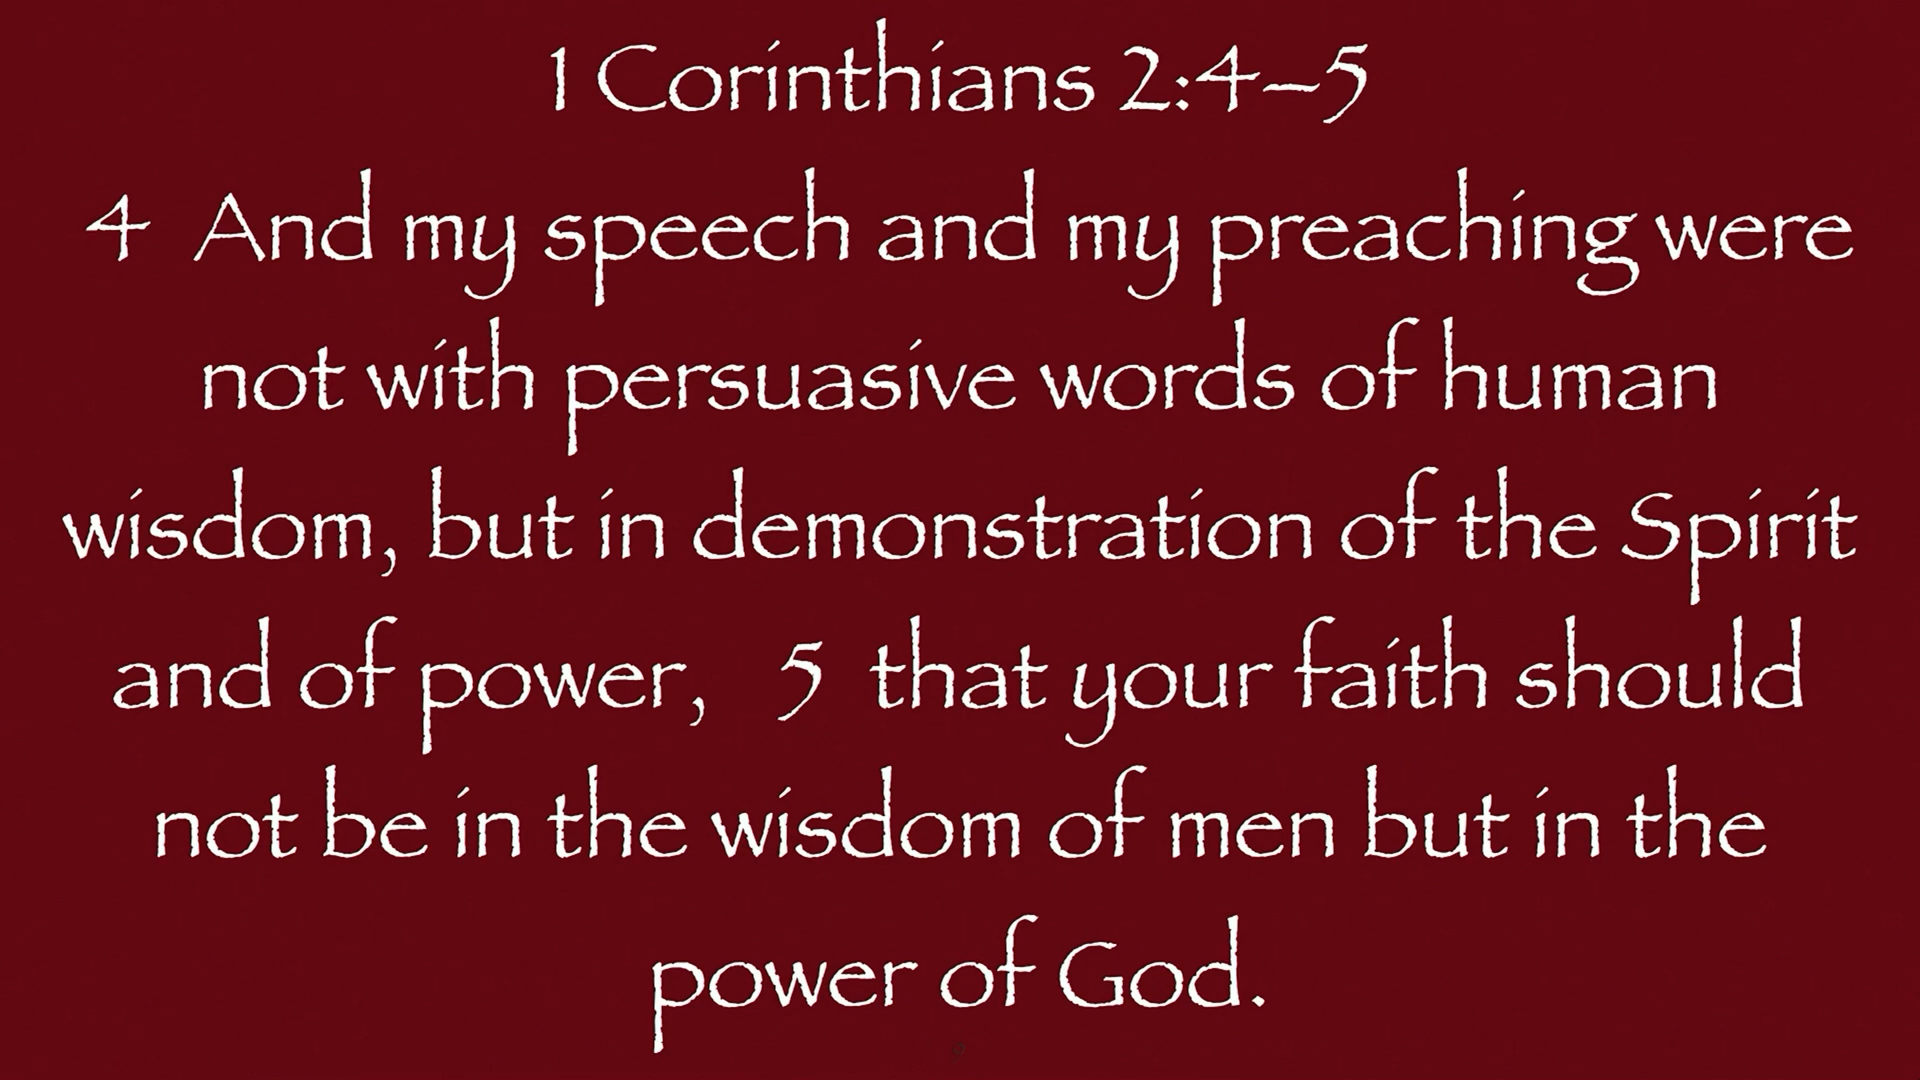 1 Corinthians 2:4–5
4 And my speech and my preaching were
not with persuasive words of human
wisdom, but in demonstration of the Spirit
and of power, 5 that your faith should
not be in the wisdom of men but in the
power of God.
9